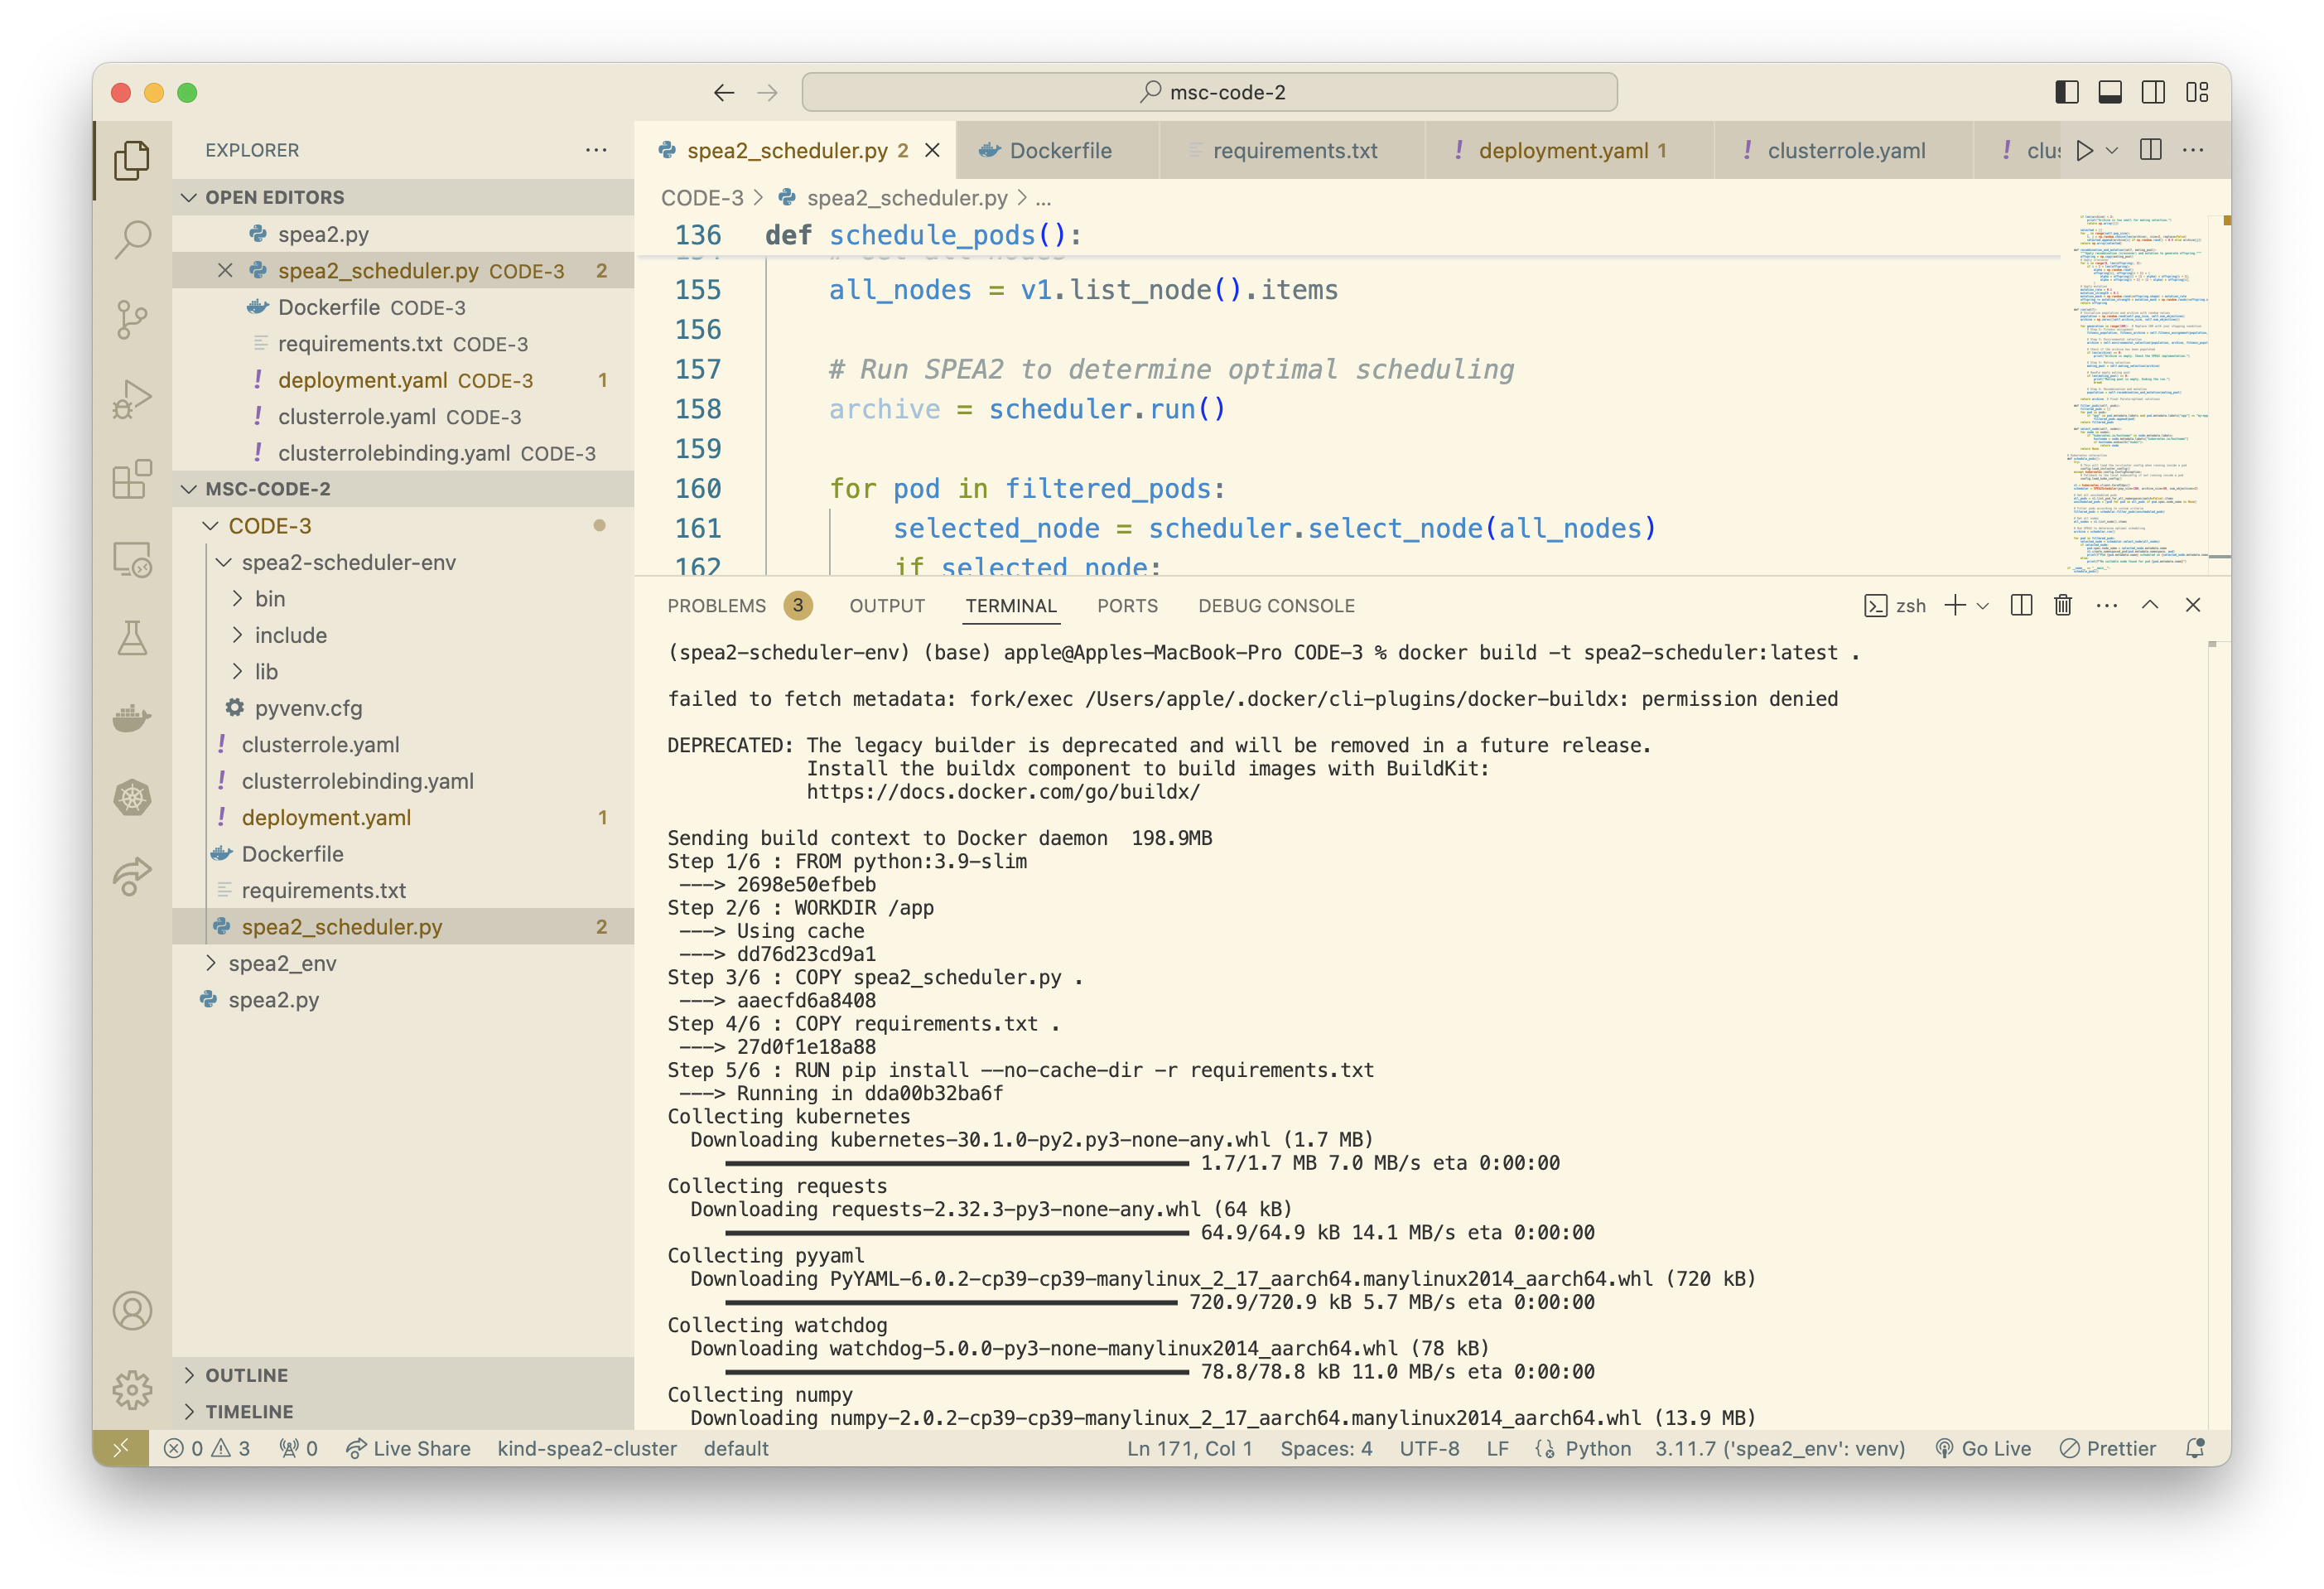 msc-code-2
EXPLORER
OPEN EDITORS
spea2.py
spea2_scheduler.py CODE-3 2
Dockerfile CODE-3
requirements.txt CODE-3
deployment.yaml CODE-3 1
clusterrole.yaml CODE-3
clusterrolebinding.yaml CODE-3
MSC-CODE-2
CODE-3
spea2-scheduler-env
bin
include
lib
pyvenv.cfg
clusterrole.yaml
clusterrolebinding.yaml
deployment.yaml 1
Dockerfile
requirements.txt
spea2_scheduler.py 2
spea2_env
spea2.py
OUTLINE
TIMELINE
spea2_scheduler.py 2 Dockerfile requirements.txt deployment.yaml 1 clusterrole.yaml clus
CODE-3 > spea2_scheduler.py > ...
136 def schedule_pods():
155 all_nodes = v1.list_node().items
156
157 # Run SPEA2 to determine optimal scheduling
158 archive = scheduler.run()
159
160 for pod in filtered_pods:
161 selected_node = scheduler.select_node(all_nodes)
162 if selected_node:
PROBLEMS 3 OUTPUT TERMINAL PORTS DEBUG CONSOLE zsh
(spea2-scheduler-env) (base) apple@Apples-MacBook-Pro CODE-3 % docker build -t spea2-scheduler:latest .
failed to fetch metadata: fork/exec /Users/apple/.docker/cli-plugins/docker-buildx: permission denied
DEPRECATED: The legacy builder is deprecated and will be removed in a future release.
Install the buildx component to build images with BuildKit:
https://docs.docker.com/go/buildx/
Sending build context to Docker daemon  198.9MB
Step 1/6 : FROM python:3.9-slim
---> 2698e50efbeb
Step 2/6 : WORKDIR /app
---> Using cache
---> dd76d23cd9a1
Step 3/6 : COPY spea2_scheduler.py .
---> aaecfd6a8408
Step 4/6 : COPY requirements.txt .
---> 27d0f1e18a88
Step 5/6 : RUN pip install --no-cache-dir -r requirements.txt
---> Running in dda00b32ba6f
Collecting kubernetes
Downloading kubernetes-30.1.0-py2.py3-none-any.whl (1.7 MB)
1.7/1.7 MB 7.0 MB/s eta 0:00:00
Collecting requests
Downloading requests-2.32.3-py3-none-any.whl (64 kB)
64.9/64.9 kB 14.1 MB/s eta 0:00:00
Collecting pyyaml
Downloading PyYAML-6.0.2-cp39-cp39-manylinux_2_17_aarch64.manylinux2014_aarch64.whl (720 kB)
720.9/720.9 kB 5.7 MB/s eta 0:00:00
Collecting watchdog
Downloading watchdog-5.0.0-py3-none-manylinux2014_aarch64.whl (78 kB)
78.8/78.8 kB 11.0 MB/s eta 0:00:00
Collecting numpy
Downloading numpy-2.0.2-cp39-cp39-manylinux_2_17_aarch64.manylinux2014_aarch64.whl (13.9 MB)
0 3 0 Live Share kind-spea2-cluster default Ln 171, Col 1 Spaces: 4 UTF-8 LF Python 3.11.7 ('spea2_env': venv) Go Live Prettier